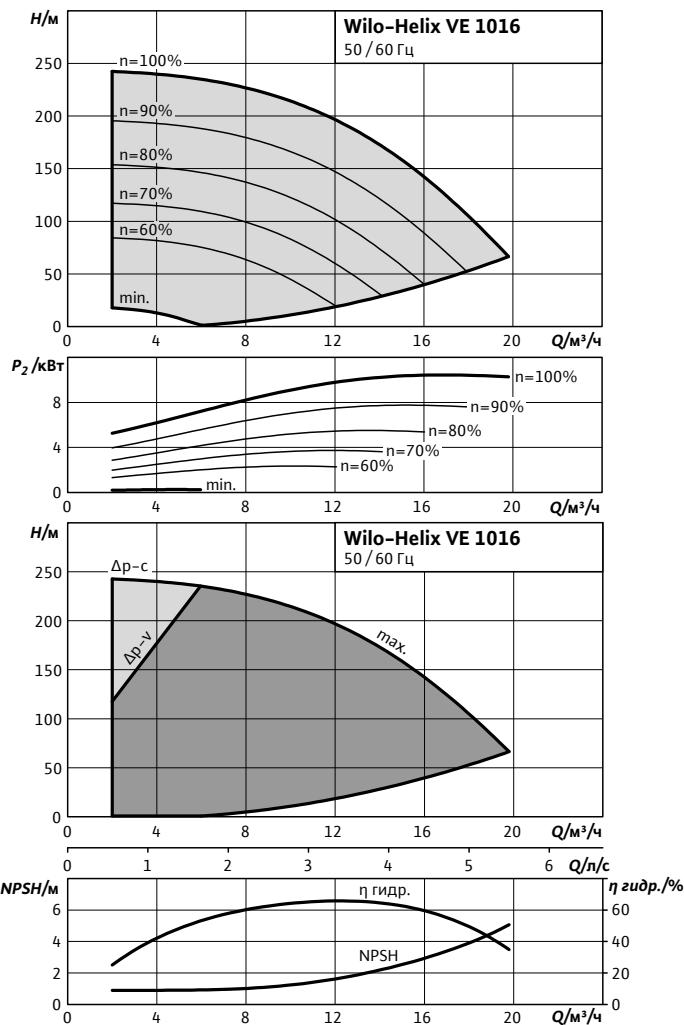 H/м
Wilo-Helix VE 1016
50 / 60 Гц
n=100%
250
n=90%
200
n=80%
150
n=70%
100
n=60%
50
min.
0
0 4 8 12 16 20 Q/м³/ч
P₂ /кВт
n=100%
8
n=90%
n=80%
4
n=70%
n=60%
min.
0
0 4 8 12 16 20 Q/м³/ч
H/м
Wilo-Helix VE 1016
50 / 60 Гц
Δp-c
250
200
max.
Δp-v
150
100
50
0
0 4 8 12 16 20 Q/м³/ч
0 1 2 3 4 5 6 Q/л/с
NPSH/м
η гидр./%
η гидр.
6 60
4 40
NPSH
2 20
0 0
0 4 8 12 16 20 Q/м³/ч